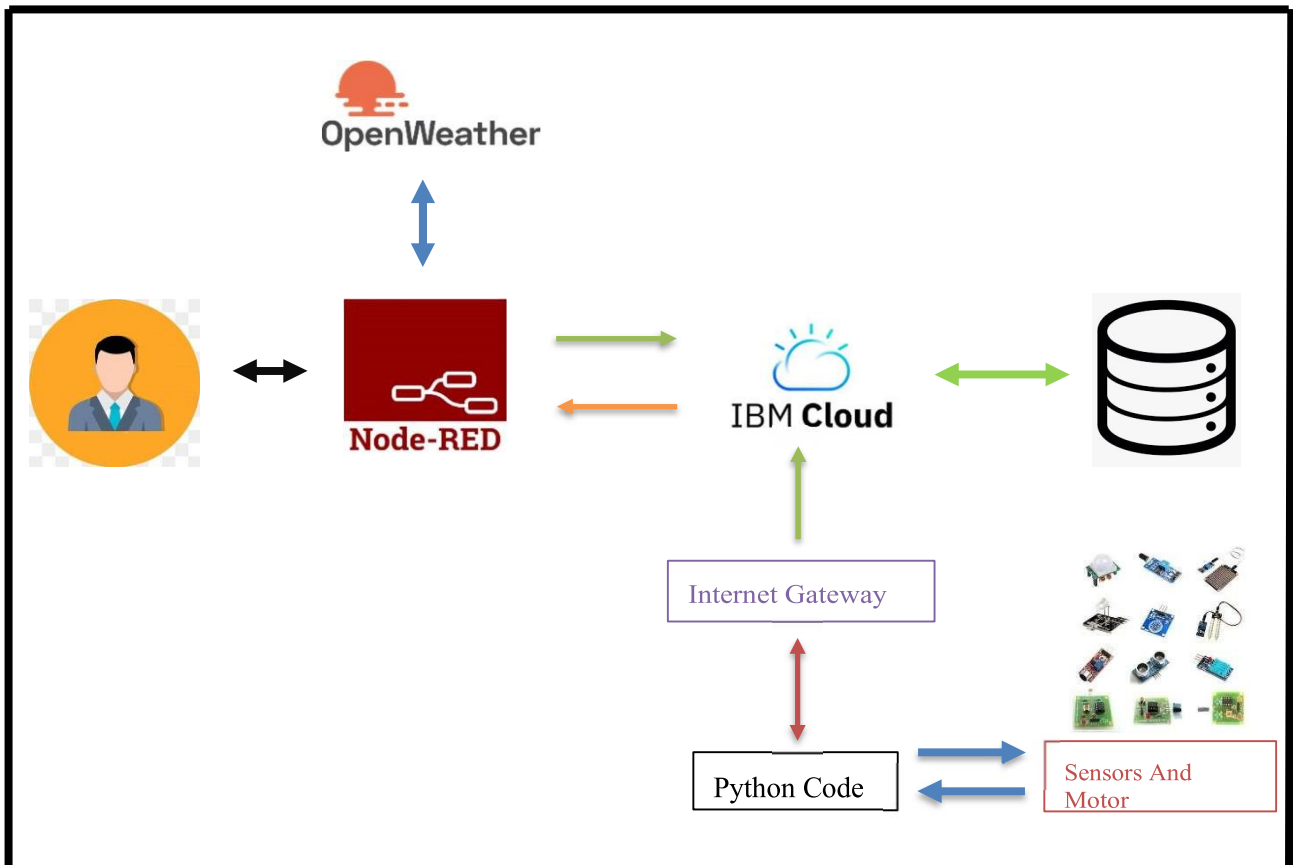 OpenWeather
Node-RED
IBM Cloud
Internet Gateway
Python Code
Sensors And
Motor